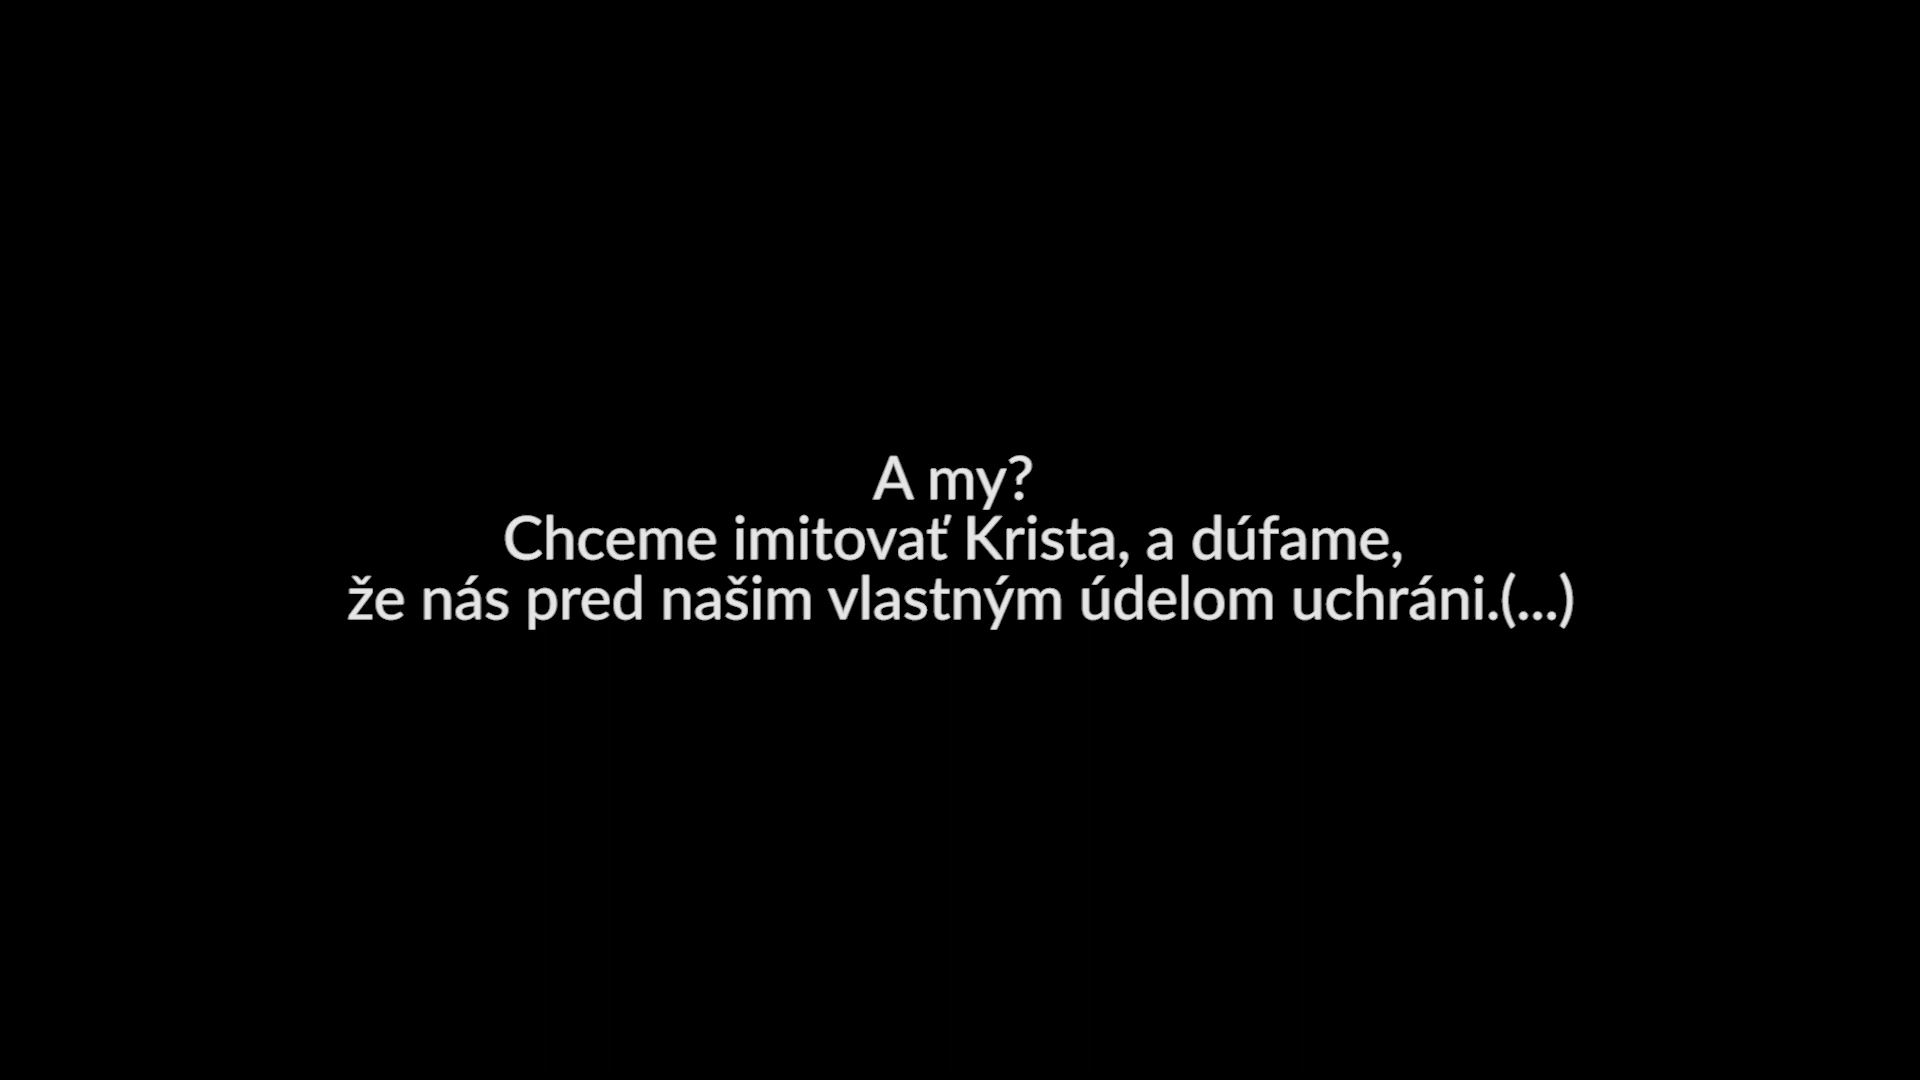 A my?
Chceme imitovať Krista, a dúfame,
že nás pred našim vlastným údelom uchráni.(...)